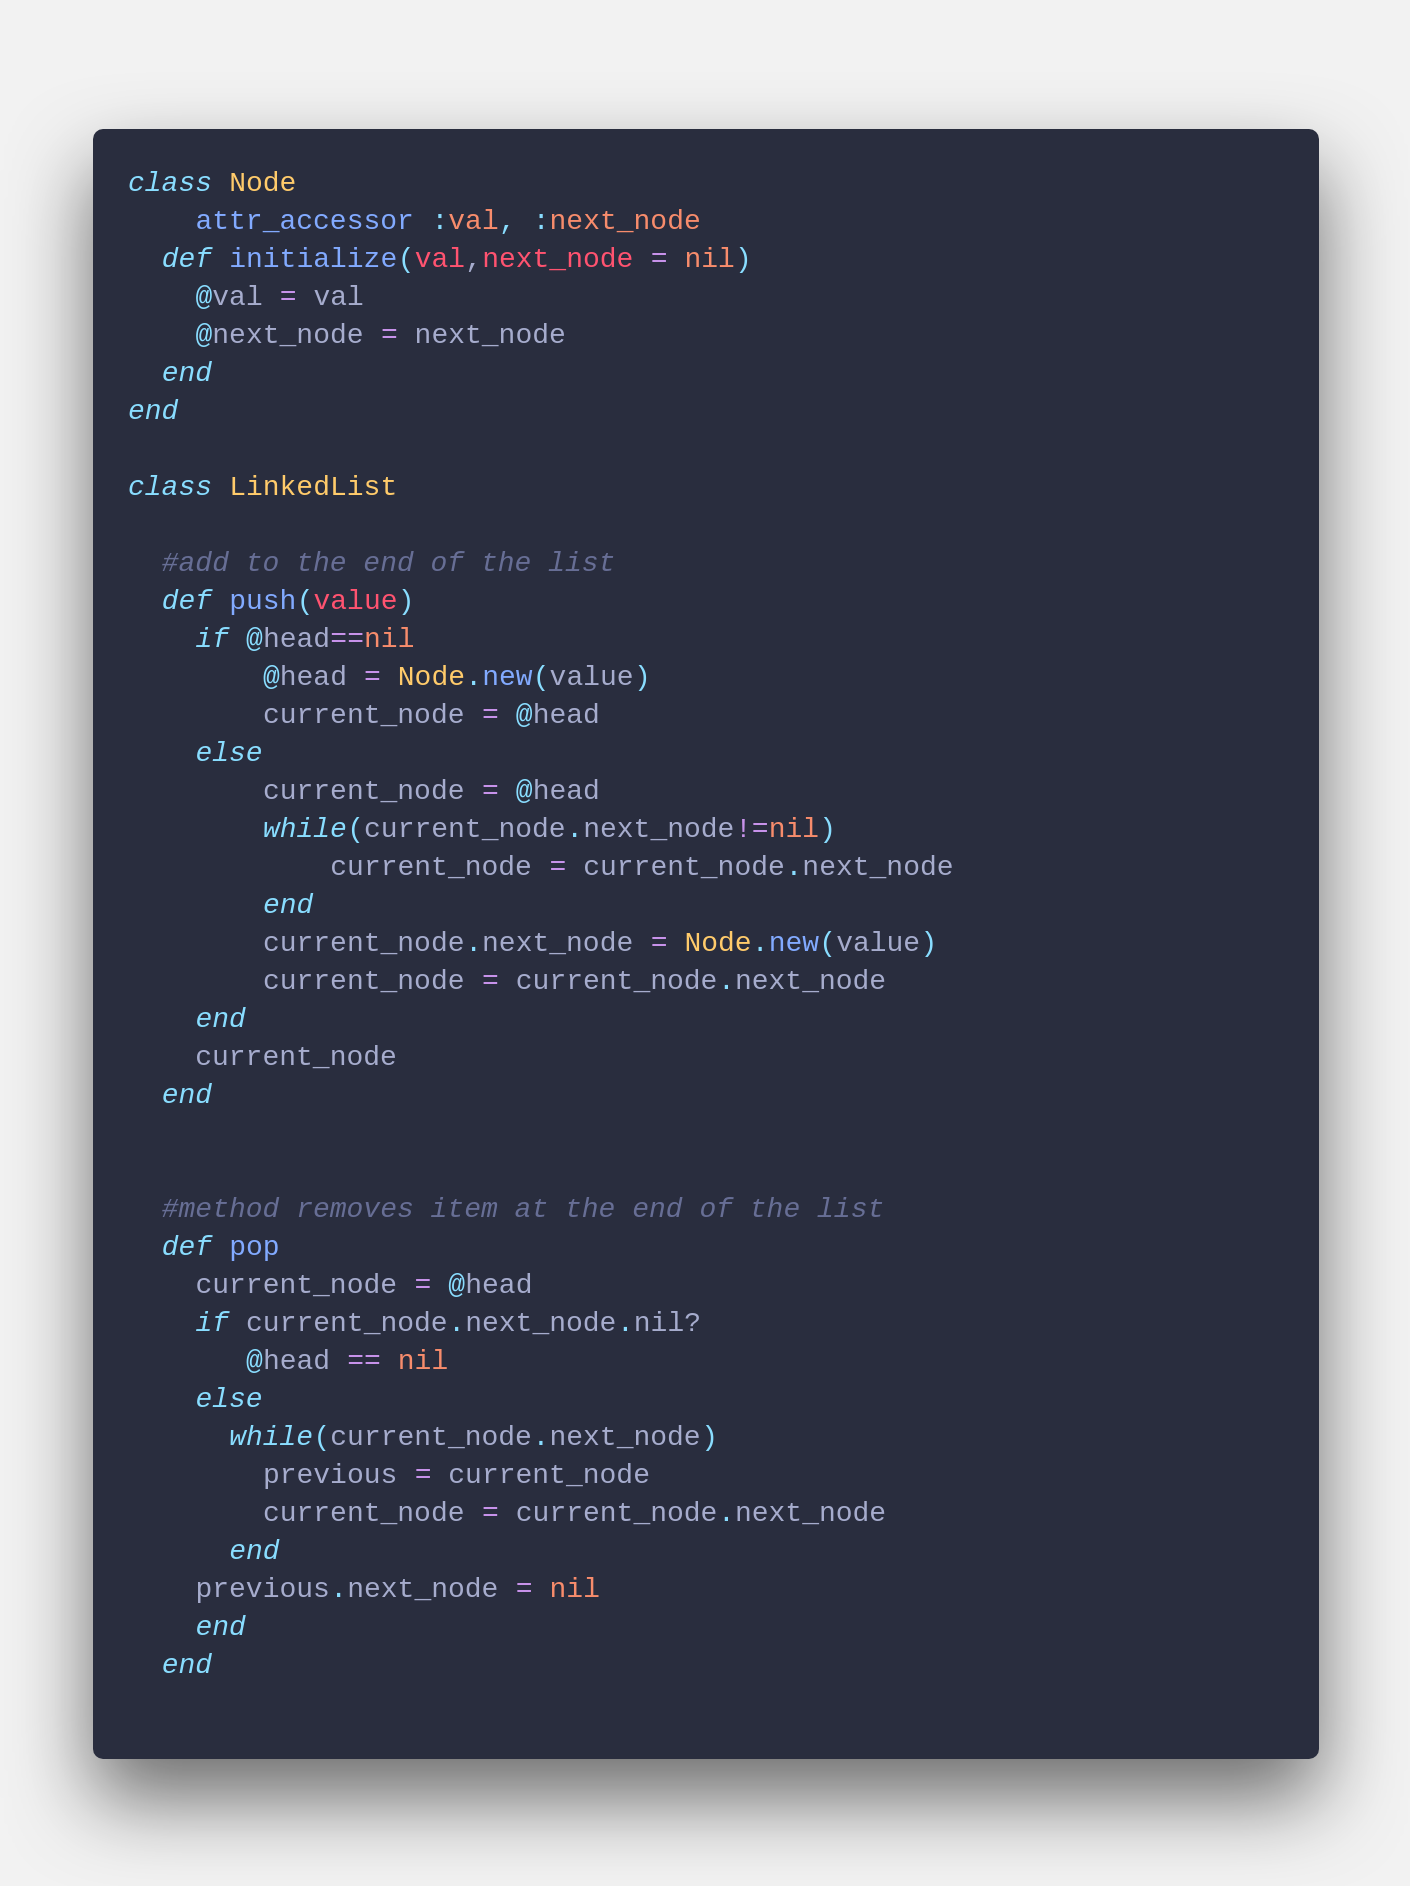 class Node
    attr_accessor :val, :next_node
  def initialize(val,next_node = nil)
    @val = val
    @next_node = next_node
  end
end

class LinkedList

  #add to the end of the list
  def push(value)
    if @head==nil
        @head = Node.new(value)
        current_node = @head
    else
        current_node = @head
        while(current_node.next_node!=nil)
            current_node = current_node.next_node
        end
        current_node.next_node = Node.new(value)
        current_node = current_node.next_node
    end
    current_node
  end


  #method removes item at the end of the list
  def pop
    current_node = @head
    if current_node.next_node.nil?
       @head == nil
    else
      while(current_node.next_node)
        previous = current_node
        current_node = current_node.next_node
      end
    previous.next_node = nil
    end
  end